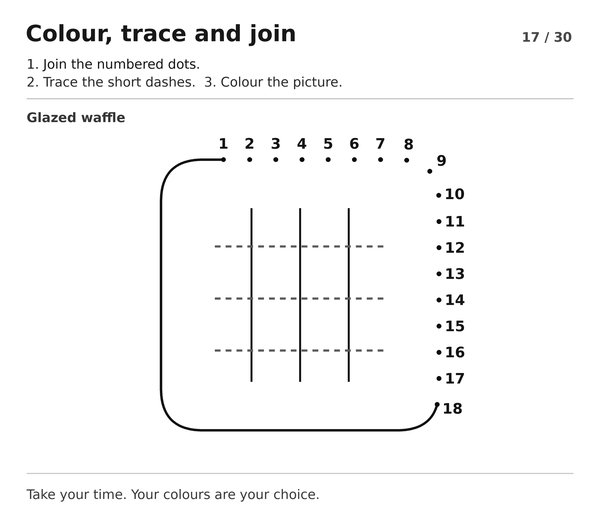 Colour, trace and join
17 / 30
1. Join the numbered dots.
2. Trace the short dashes.  3. Colour the picture.
Glazed waffle
1 2 3 4 5 6 7 8
9
10
11
12
13
14
15
16
17
18
Take your time. Your colours are your choice.